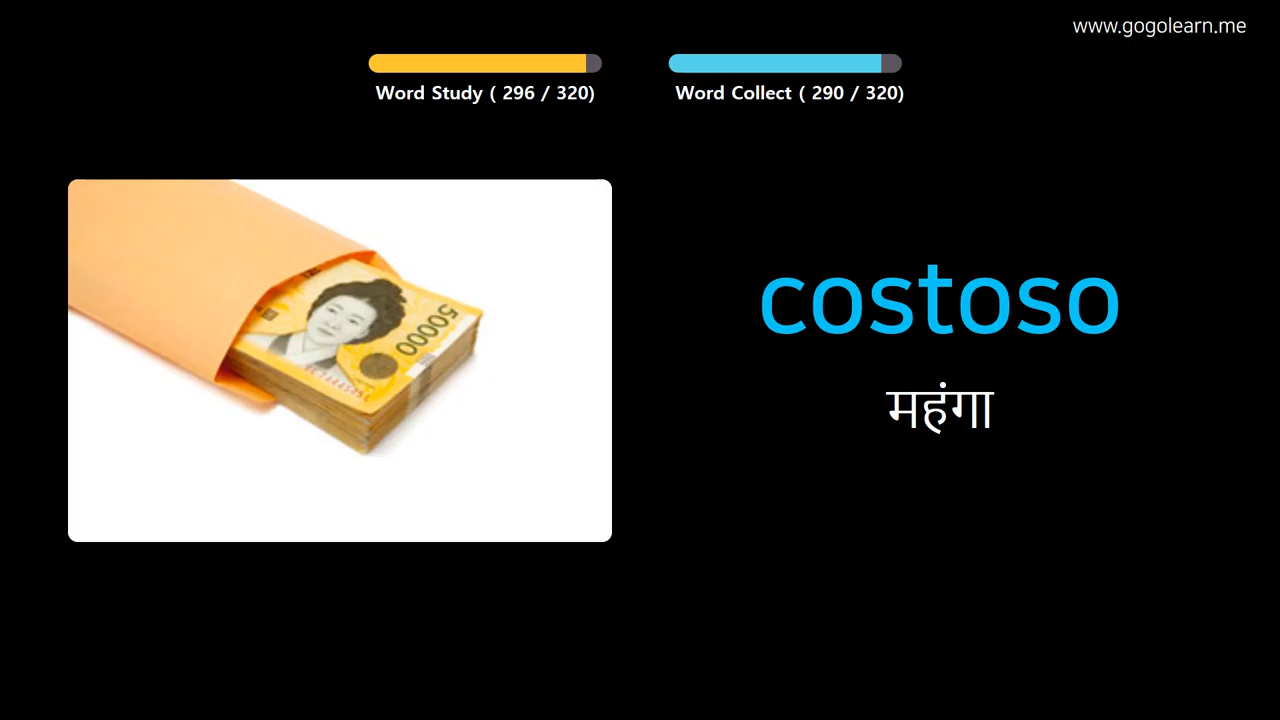 www.gogolearn.me
Word Study ( 296 / 320)
Word Collect ( 290 / 320)
50000
costoso
महंगा